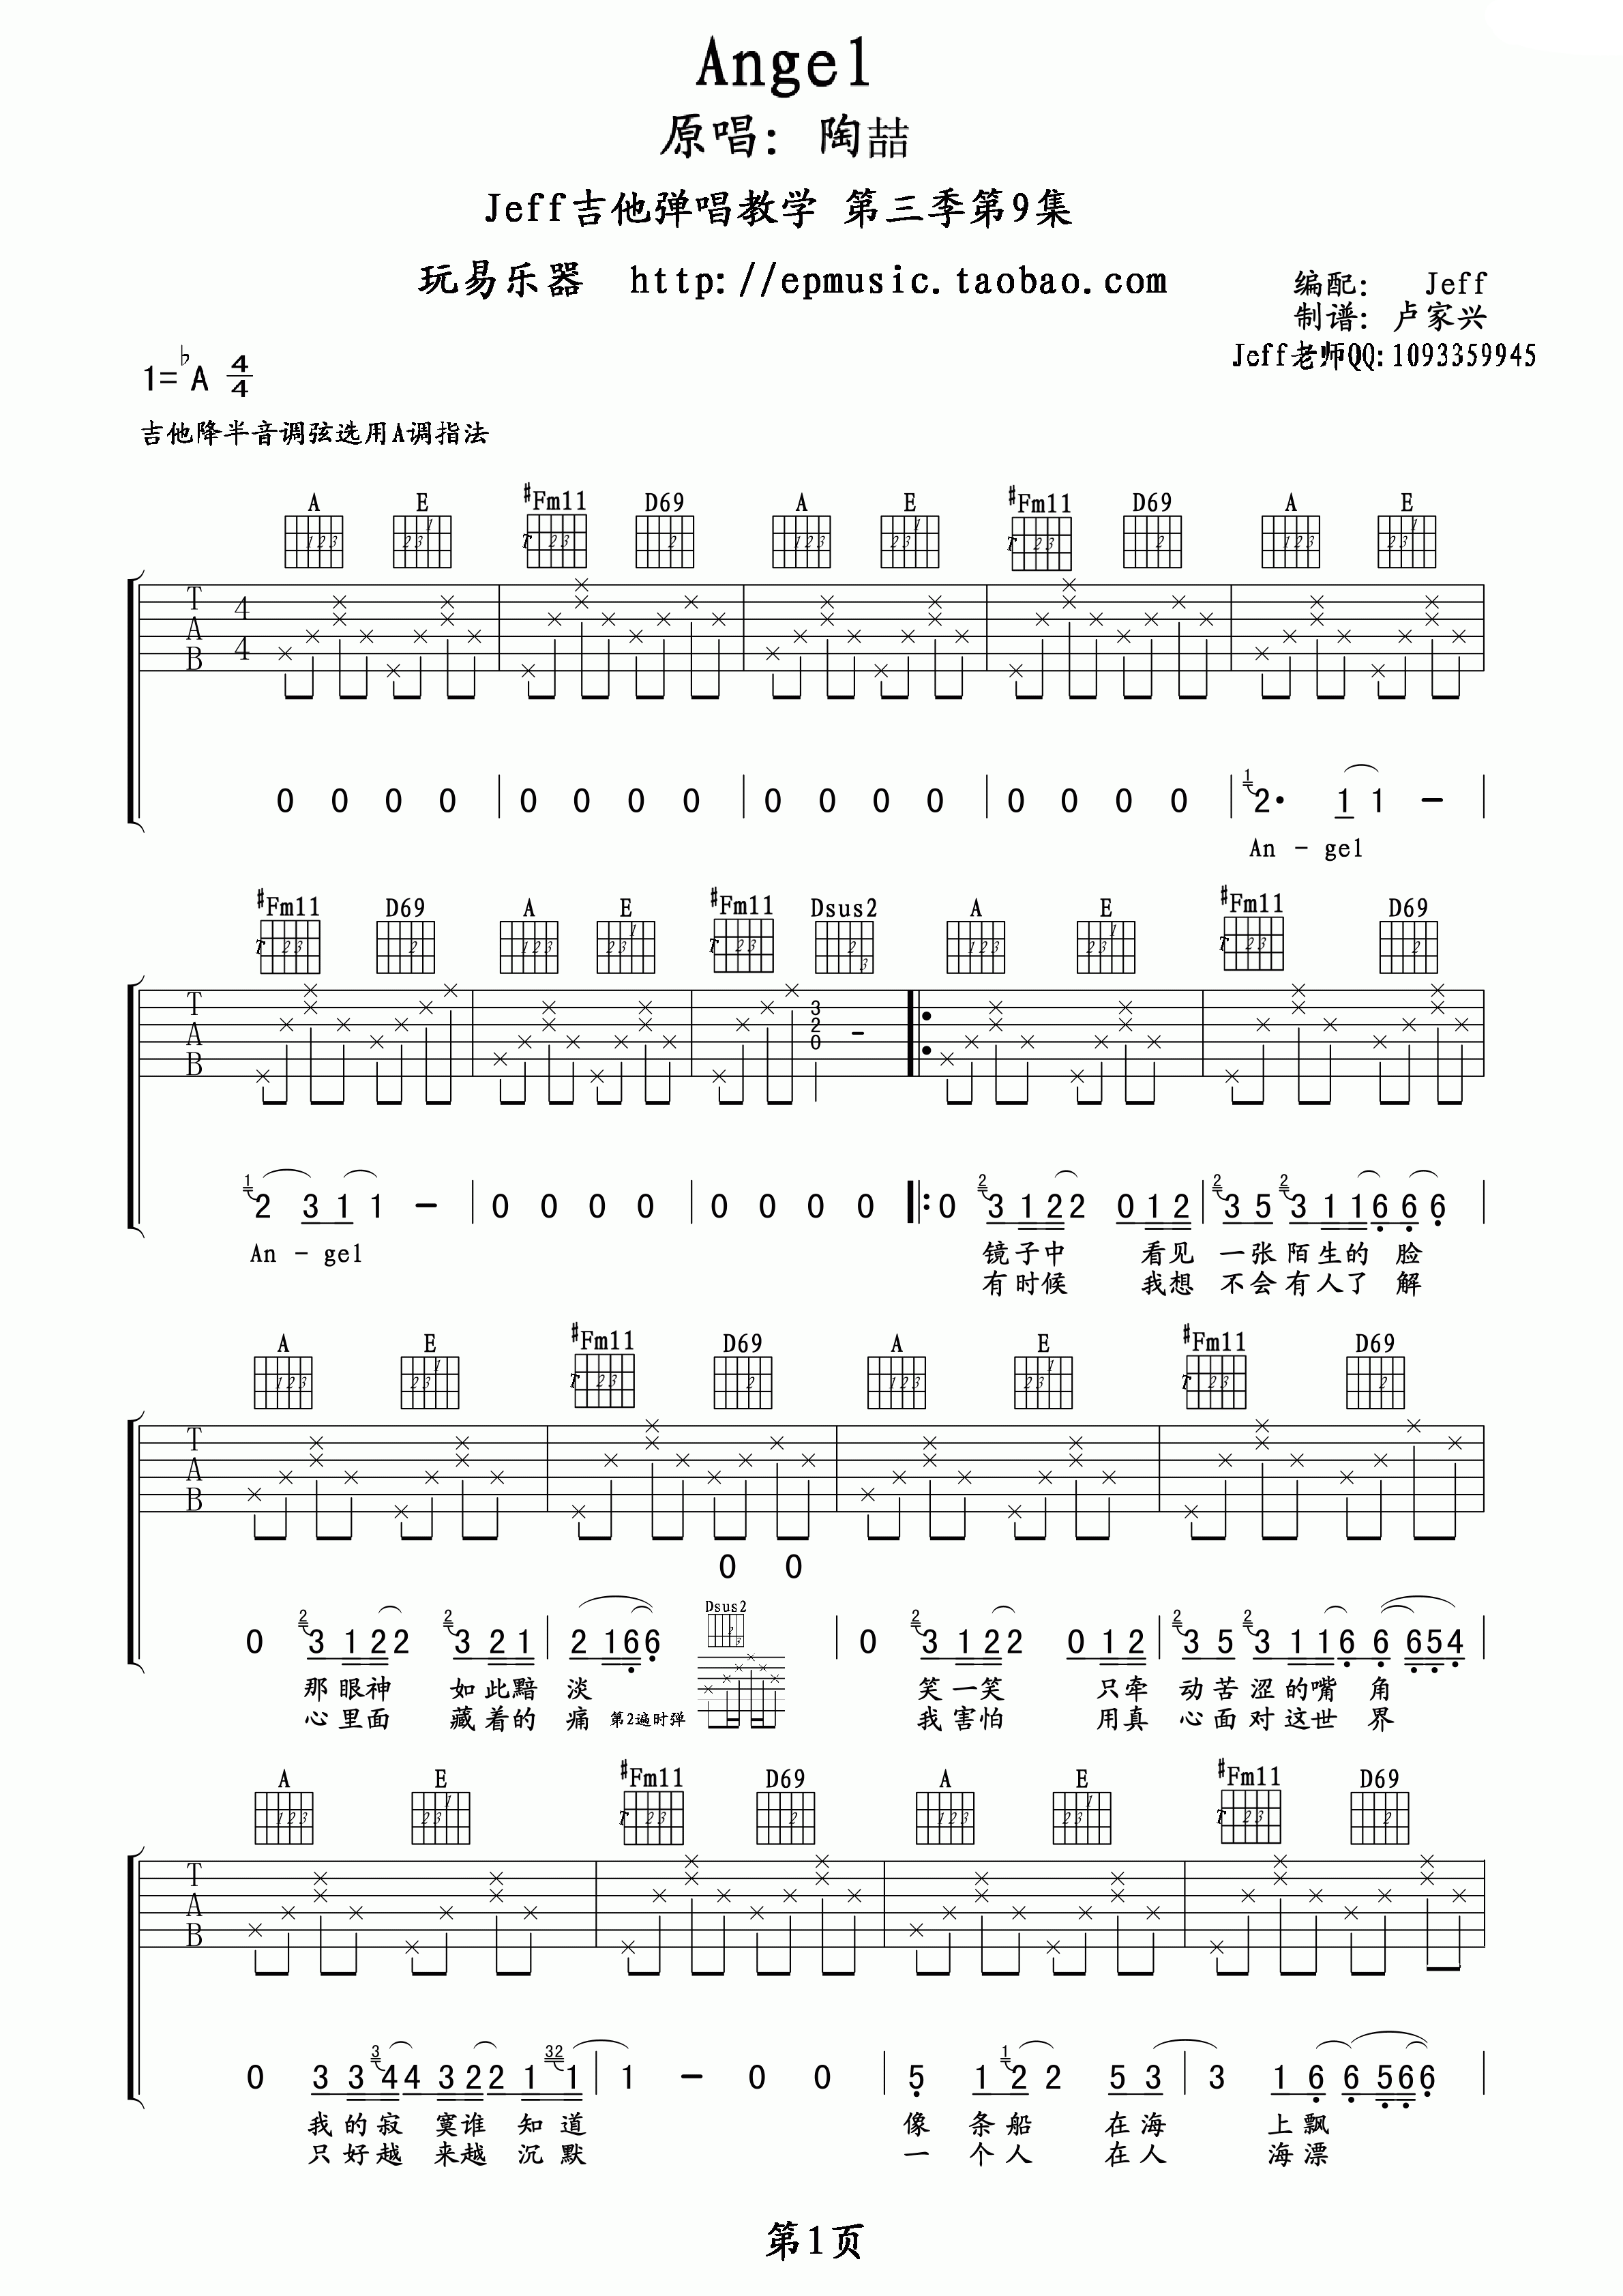 Angel
原唱：陶喆
Jeff吉他弹唱教学 第三季第9集
玩易乐器 http://epmusic.taobao.com
编配： Jeff
制谱：卢家兴
Jeff老师QQ:1093359945
1=♭A 4/4
吉他降半音调弦选用A调指法
A E #Fm11 D69 A E #Fm11 D69 A E
T A B 4 4
0 0 0 0 | 0 0 0 0 | 0 0 0 0 | 0 0 0 0 | 1 2· 1 1 - |
An - gel
#Fm11 D69 A E #Fm11 Dsus2 A E #Fm11 D69
T A B 3 2 0 -
1 2 3 1 1 - | 0 0 0 0 | 0 0 0 0 |: 0 2 3 1 2 2 0 1 2 | 2 3 5 2 3 1 1 6 6 6 |
An - gel 镜子中 看见 一张陌生的 脸
有时候 我想 不会有人了 解
A E #Fm11 D69 A E #Fm11 D69
T A B
0 0
Dsus2
0 2 3 1 2 2 2 3 2 1 | 2 1 6 6 | 0 2 3 1 2 2 0 1 2 | 2 3 5 2 3 1 1 6 6 6 5 4 |
那眼神 如此黯 淡 笑一笑 只牵 动苦涩的嘴 角
心里面 藏着的 痛 第2遍时弹 我害怕 用真 心面对这世 界
A E #Fm11 D69 A E #Fm11 D69
T A B
0 3 3 3 4 4 3 2 2 1 32 1 | 1 - 0 0 | 5 1 1 2 2 5 3 | 3 1 6 6 5 6 6 |
我的寂 寞谁 知道 像 条船 在海 上飘
只好越 来越 沉默 一 个人 在人 海漂
第1页